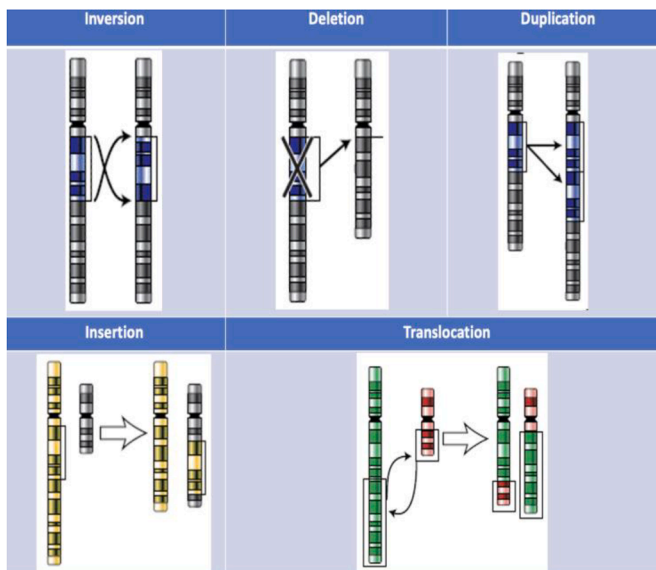 Inversion
Deletion
Duplication
Insertion
Translocation